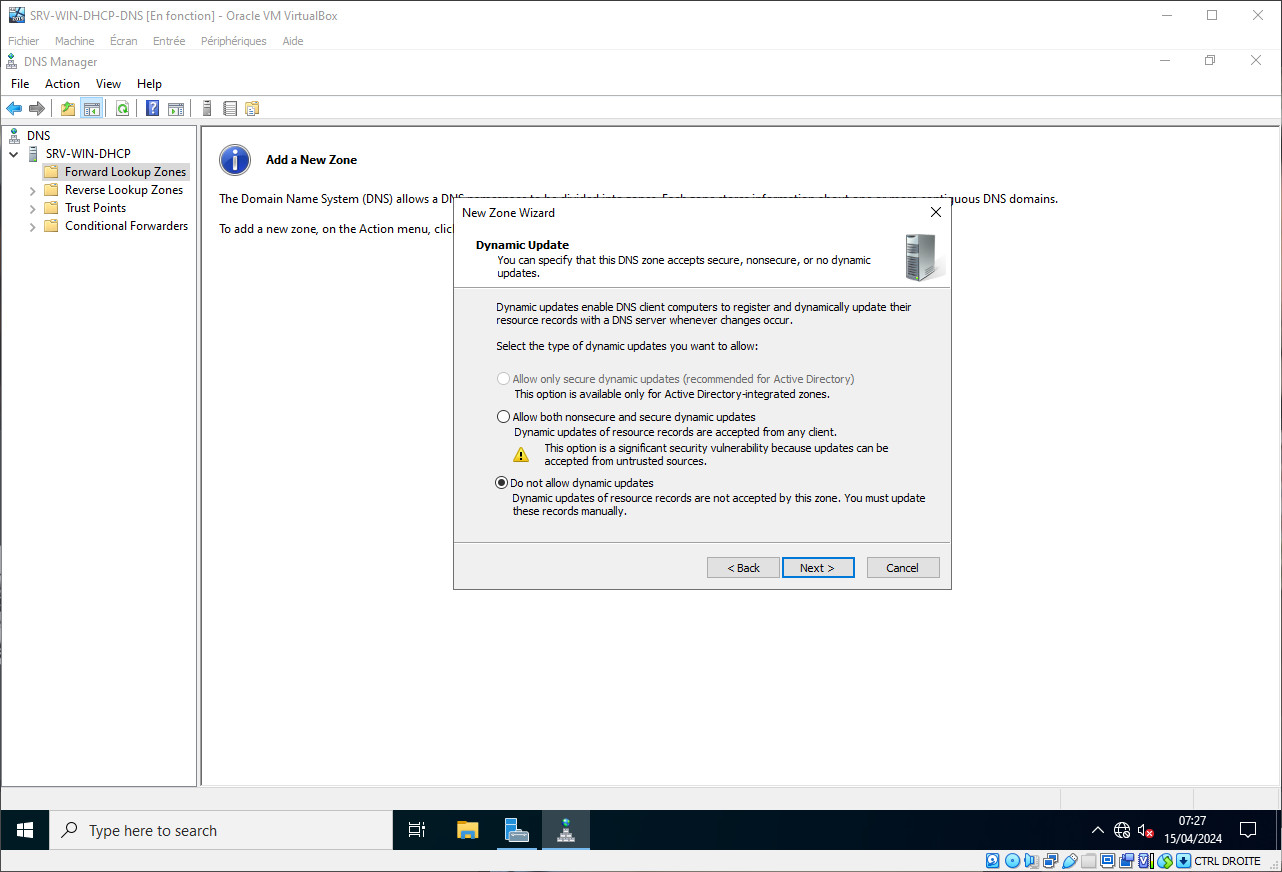 SRV-WIN-DHCP-DNS [En fonction] - Oracle VM VirtualBox
Fichier Machine Écran Entrée Périphériques Aide
DNS Manager
File Action View Help
DNS
SRV-WIN-DHCP
Forward Lookup Zones
Reverse Lookup Zones
Trust Points
Conditional Forwarders
Add a New Zone
The Domain Name System (DNS) allows a DNS DNS domains.
To add a new zone, on the Action menu,
New Zone Wizard
Dynamic Update
You can specify that this DNS zone accepts secure, nonsecure, or no dynamic
updates.
Dynamic updates enable DNS client computers to register and dynamically update their
resource records with a DNS server whenever changes occur.
Select the type of dynamic updates you want to allow:
Allow only secure dynamic updates (recommended for Active Directory)
This option is available only for Active Directory-integrated zones.
Allow both nonsecure and secure dynamic updates
Dynamic updates of resource records are accepted from any client.
This option is a significant security vulnerability because updates can be
accepted from untrusted sources.
Do not allow dynamic updates
Dynamic updates of resource records are not accepted by this zone. You must update
these records manually.
< Back Next > Cancel
Type here to search
07:27
15/04/2024
CTRL DROITE